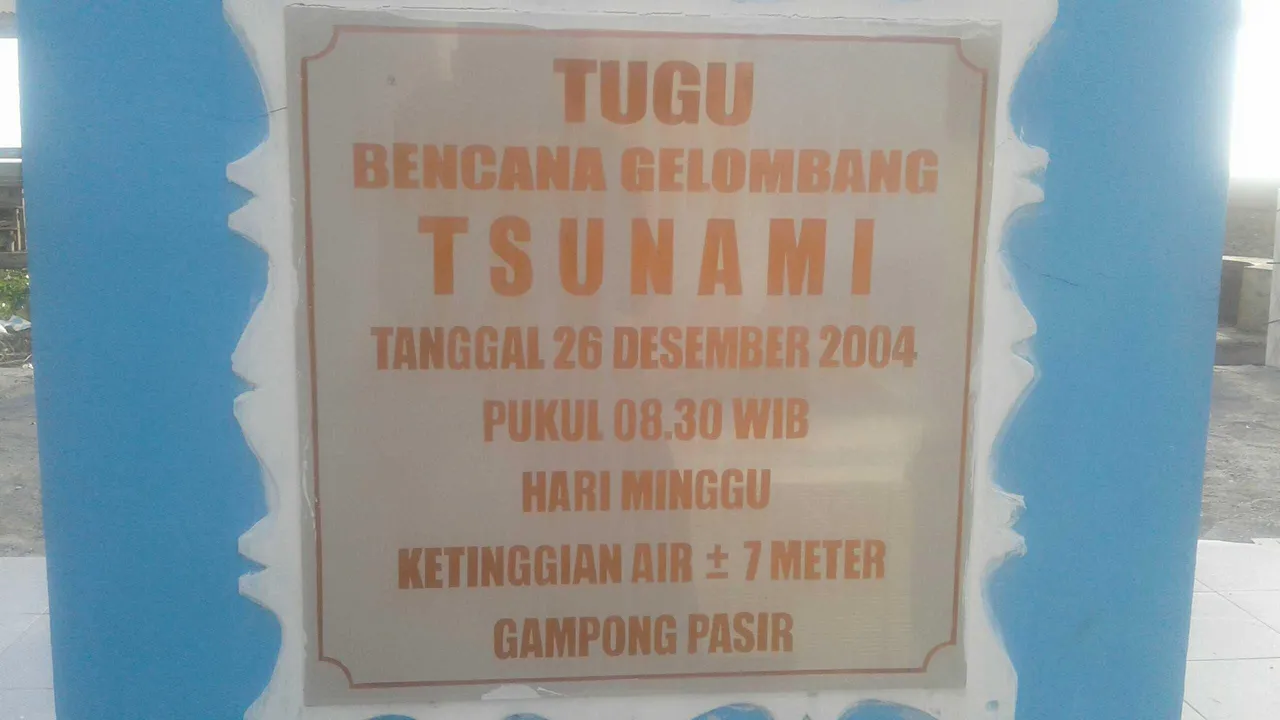 TUGU
BENCANA GELOMBANG
TSUNAMI
TANGGAL 26 DESEMBER 2004
PUKUL 08.30 WIB
HARI MINGGU
KETINGGIAN AIR ± 7 METER
GAMPONG PASIR